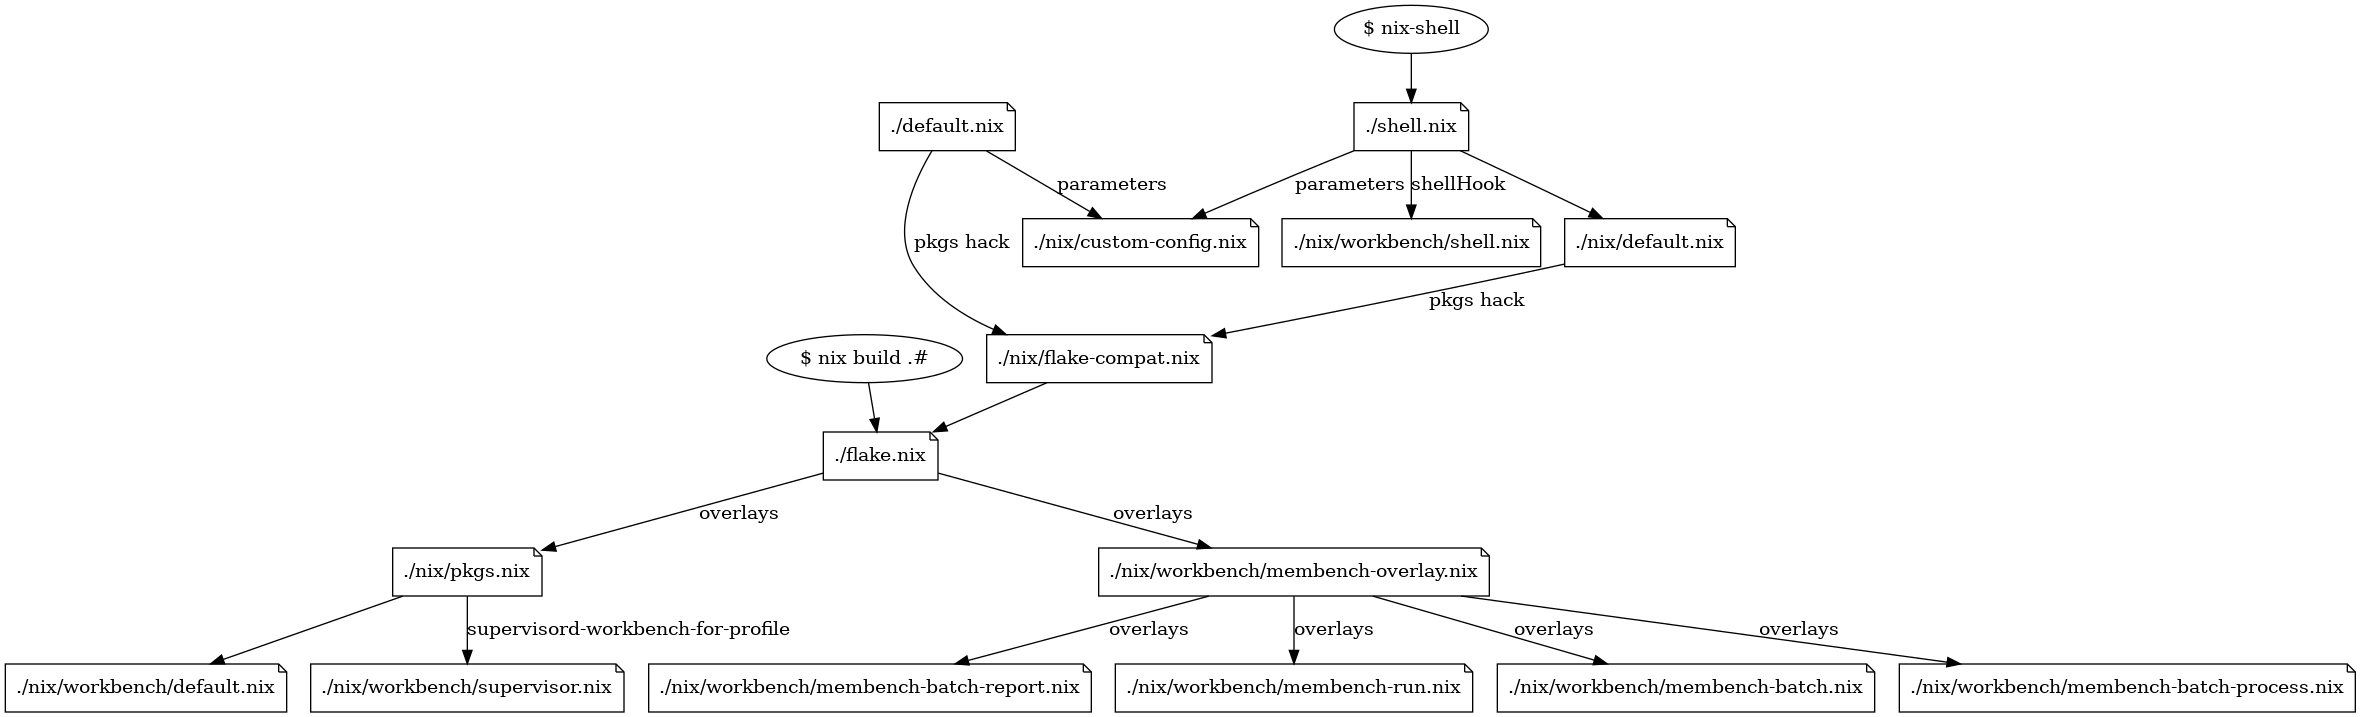 $ nix-shell
./default.nix
./shell.nix
parameters
parameters
shellHook
pkgs hack
./nix/custom-config.nix
./nix/workbench/shell.nix
./nix/default.nix
pkgs hack
$ nix build .#
./nix/flake-compat.nix
./flake.nix
overlays
overlays
./nix/pkgs.nix
./nix/workbench/membench-overlay.nix
supervisord-workbench-for-profile
overlays
overlays
overlays
overlays
./nix/workbench/default.nix
./nix/workbench/supervisor.nix
./nix/workbench/membench-batch-report.nix
./nix/workbench/membench-run.nix
./nix/workbench/membench-batch.nix
./nix/workbench/membench-batch-process.nix